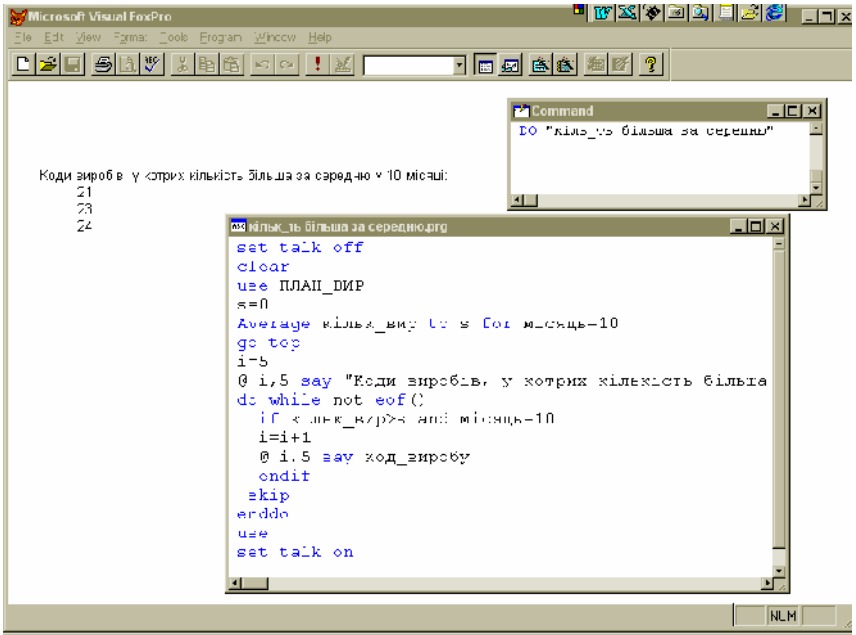 Microsoft Visual FoxPro
File Edit View Format Tools Program Window Help
Command
DO "кільк_ть більша за середню"
Коди виробів, у котрих кількість більша за середню у 10 місяці:
21
23
24
кільк_ть більша за середню.prg
set talk off
clear
use ПЛАН_ВИР
s=0
Average кільк_вир to s for місяць=10
go top
i=5
@ i,5 say "Коди виробів, у котрих кількість більша
do while not eof()
if кільк_вир>s and місяць=10
i=i+1
@ i,5 say код_виробу
endif
skip
enddo
use
set talk on
NUM